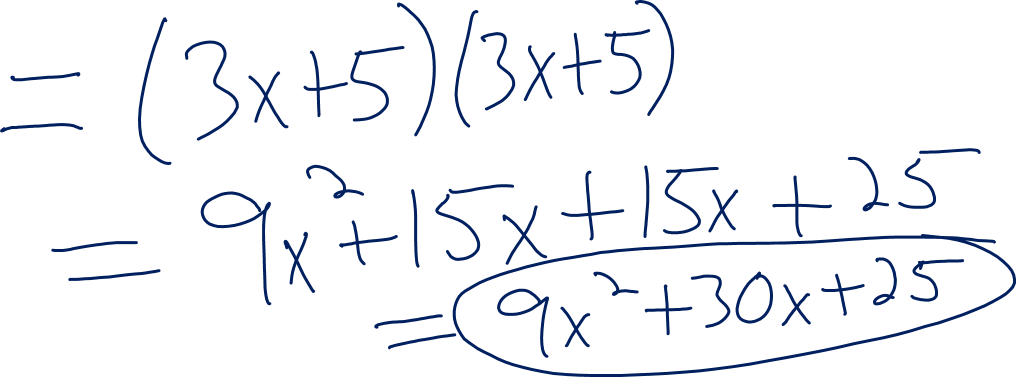 = (3x+5)(3x+5)
= 9x²+15x+15x+25
= 9x²+30x+25